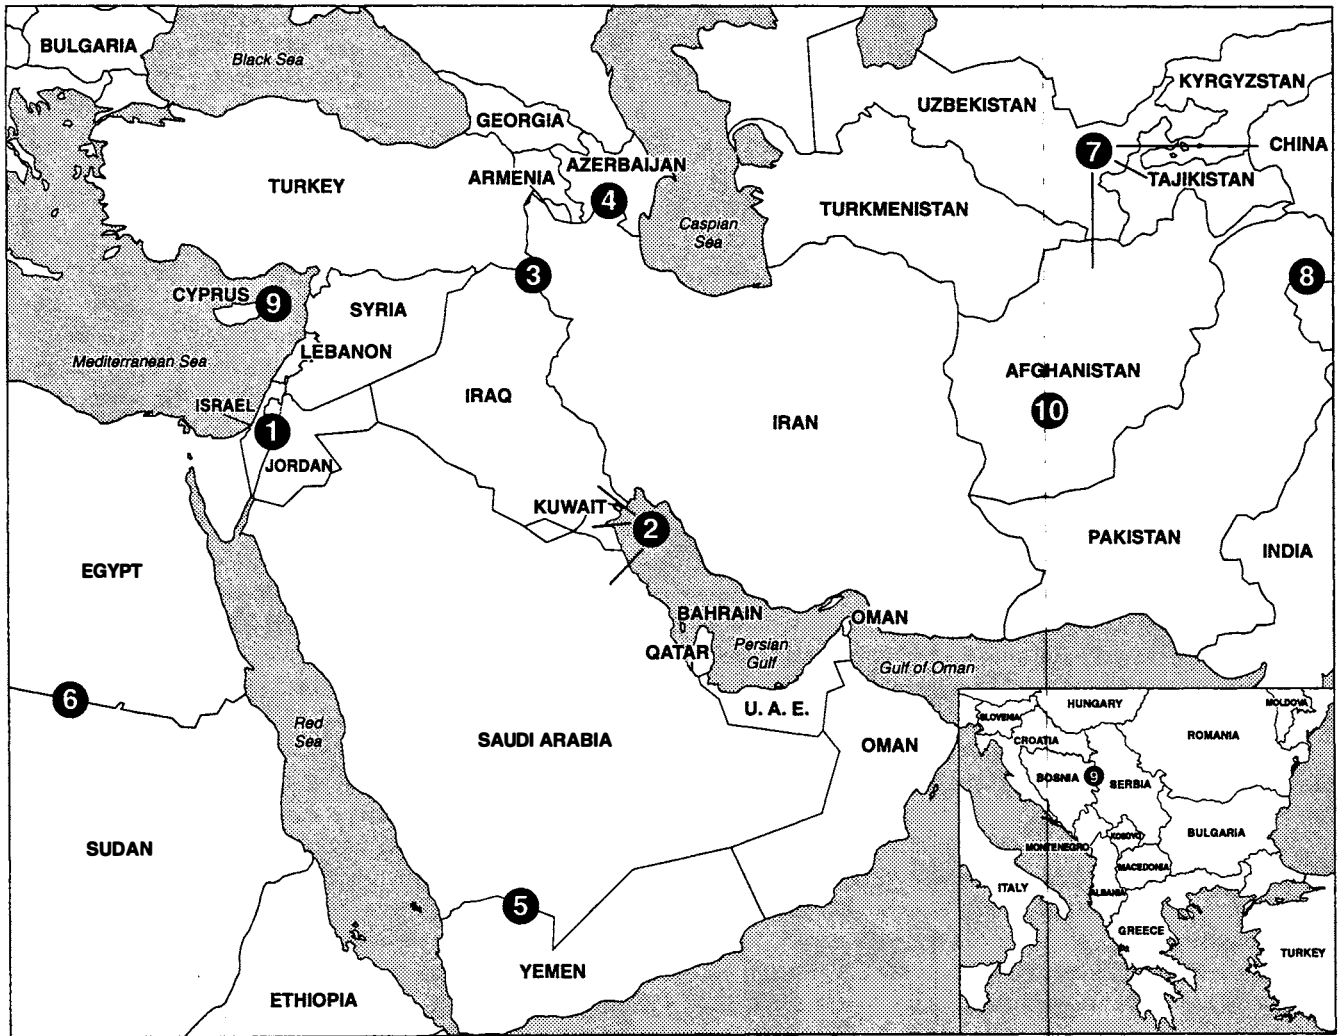 BULGARIA
Black Sea
KYRGYZSTAN
UZBEKISTAN
GEORGIA
7
CHINA
AZERBAIJAN
ARMENIA
TAJIKISTAN
TURKEY
4
TURKMENISTAN
Caspian
Sea
3
8
CYPRUS
9
SYRIA
LEBANON
Mediterranean Sea
AFGHANISTAN
IRAQ
ISRAEL
10
IRAN
1
JORDAN
KUWAIT
2
PAKISTAN
INDIA
EGYPT
BAHRAIN
OMAN
QATAR
Persian
Gulf
Gulf of Oman
6
U. A. E.
Red
Sea
SAUDI ARABIA
OMAN
SUDAN
5
YEMEN
ETHIOPIA
HUNGARY
MOLDOVA
SLOVENIA
CROATIA
ROMANIA
BOSNIA
9
SERBIA
BULGARIA
KOSOVO
MONTENEGRO
MACEDONIA
ITALY
ALBANIA
GREECE
TURKEY